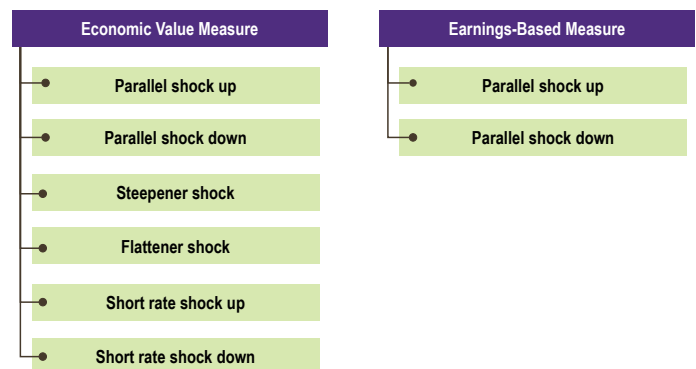 Economic Value Measure
Parallel shock up
Parallel shock down
Steepener shock
Flattener shock
Short rate shock up
Short rate shock down
Earnings-Based Measure
Parallel shock up
Parallel shock down